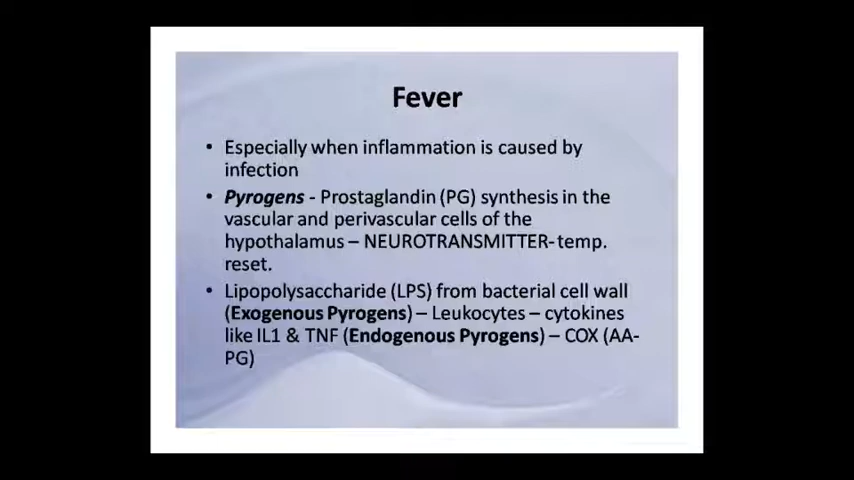 Fever
• Especially when inflammation is caused by
infection
• Pyrogens - Prostaglandin (PG) synthesis in the
vascular and perivascular cells of the
hypothalamus – NEUROTRANSMITTER- temp.
reset.
• Lipopolysaccharide (LPS) from bacterial cell wall
(Exogenous Pyrogens) – Leukocytes – cytokines
like IL1 & TNF (Endogenous Pyrogens) – COX (AA-
PG)